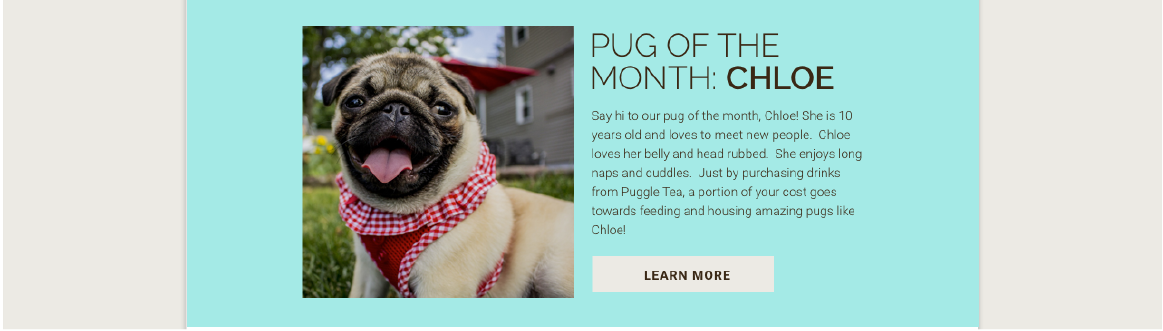 PUG OF THE
MONTH: CHLOE
Say hi to our pug of the month, Chloe! She is 10
years old and loves to meet new people.  Chloe
loves her belly and head rubbed.  She enjoys long
naps and cuddles.  Just by purchasing drinks
from Puggle Tea, a portion of your cost goes
towards feeding and housing amazing pugs like
Chloe!
LEARN MORE